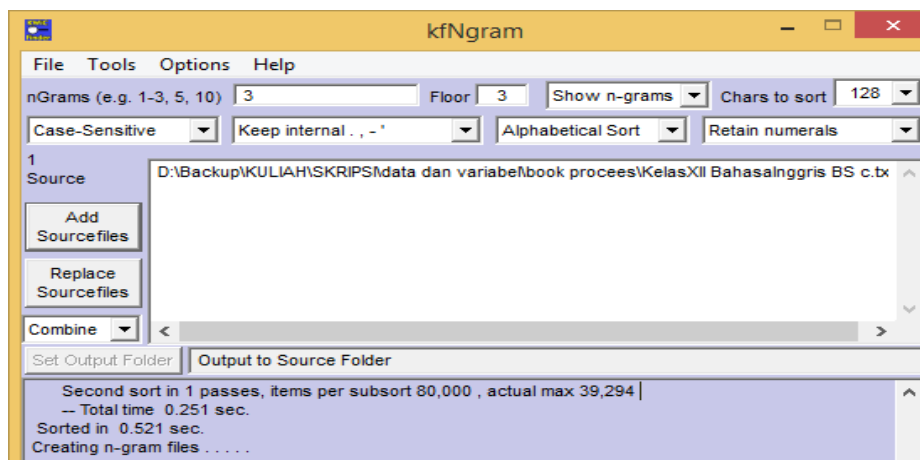 kfNgram
File Tools Options Help
nGrams (e.g. 1-3, 5, 10) 3 Floor 3 Show n-grams Chars to sort 128
Case-Sensitive Keep internal . , - ' Alphabetical Sort Retain numerals
1
Source
D:\Backup\KULIAH\SKRIPSI\data dan variabel\book procees\KelasXII BahasaInggris BS c.tx
Add
Sourcefiles
Replace
Sourcefiles
Combine
Set Output Folder Output to Source Folder
Second sort in 1 passes, items per subsort 80,000 , actual max 39,294
-- Total time 0.251 sec.
Sorted in 0.521 sec.
Creating n-gram files . . . . .